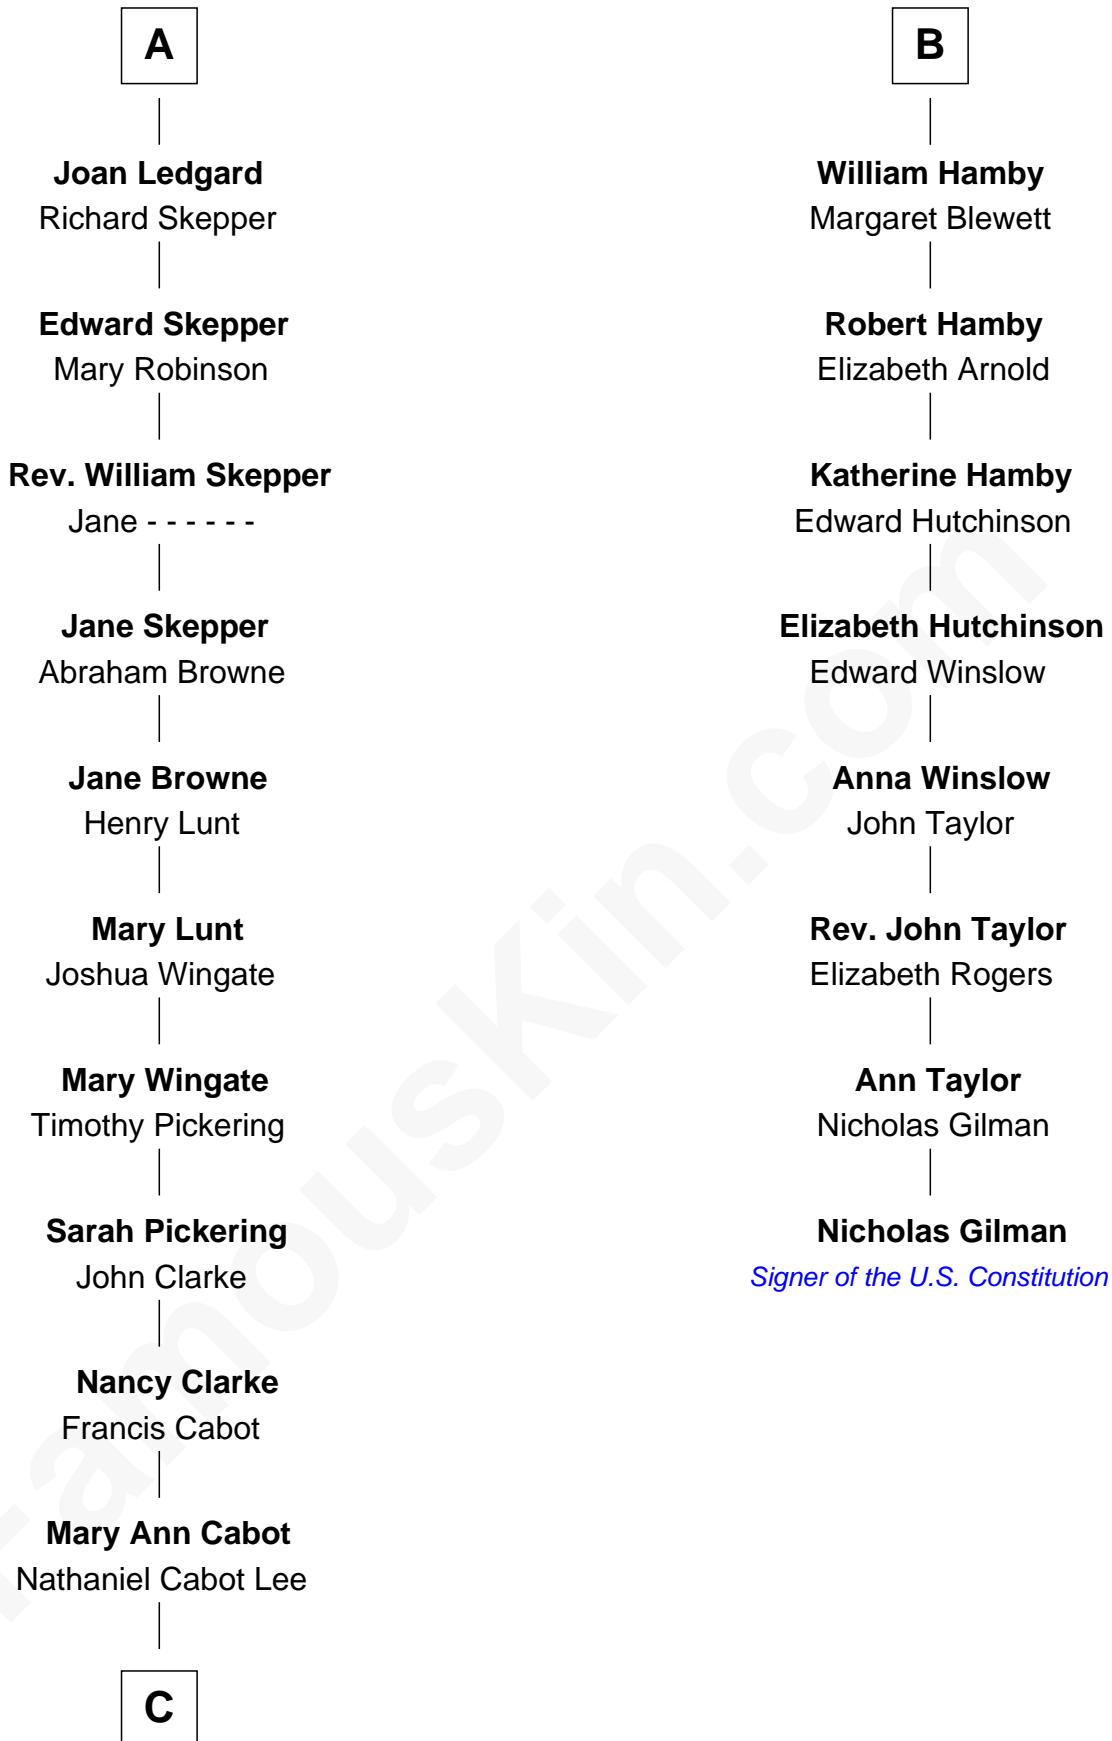 A
Joan Ledgard
Richard Skepper
Edward Skepper
Mary Robinson
Rev. William Skepper
Jane - - - - - -
Jane Skepper
Abraham Browne
Jane Browne
Henry Lunt
Mary Lunt
Joshua Wingate
Mary Wingate
Timothy Pickering
Sarah Pickering
John Clarke
Nancy Clarke
Francis Cabot
Mary Ann Cabot
Nathaniel Cabot Lee
C
B
William Hamby
Margaret Blewett
Robert Hamby
Elizabeth Arnold
Katherine Hamby
Edward Hutchinson
Elizabeth Hutchinson
Edward Winslow
Anna Winslow
John Taylor
Rev. John Taylor
Elizabeth Rogers
Ann Taylor
Nicholas Gilman
Nicholas Gilman
Signer of the U.S. Constitution
FamousKin.com